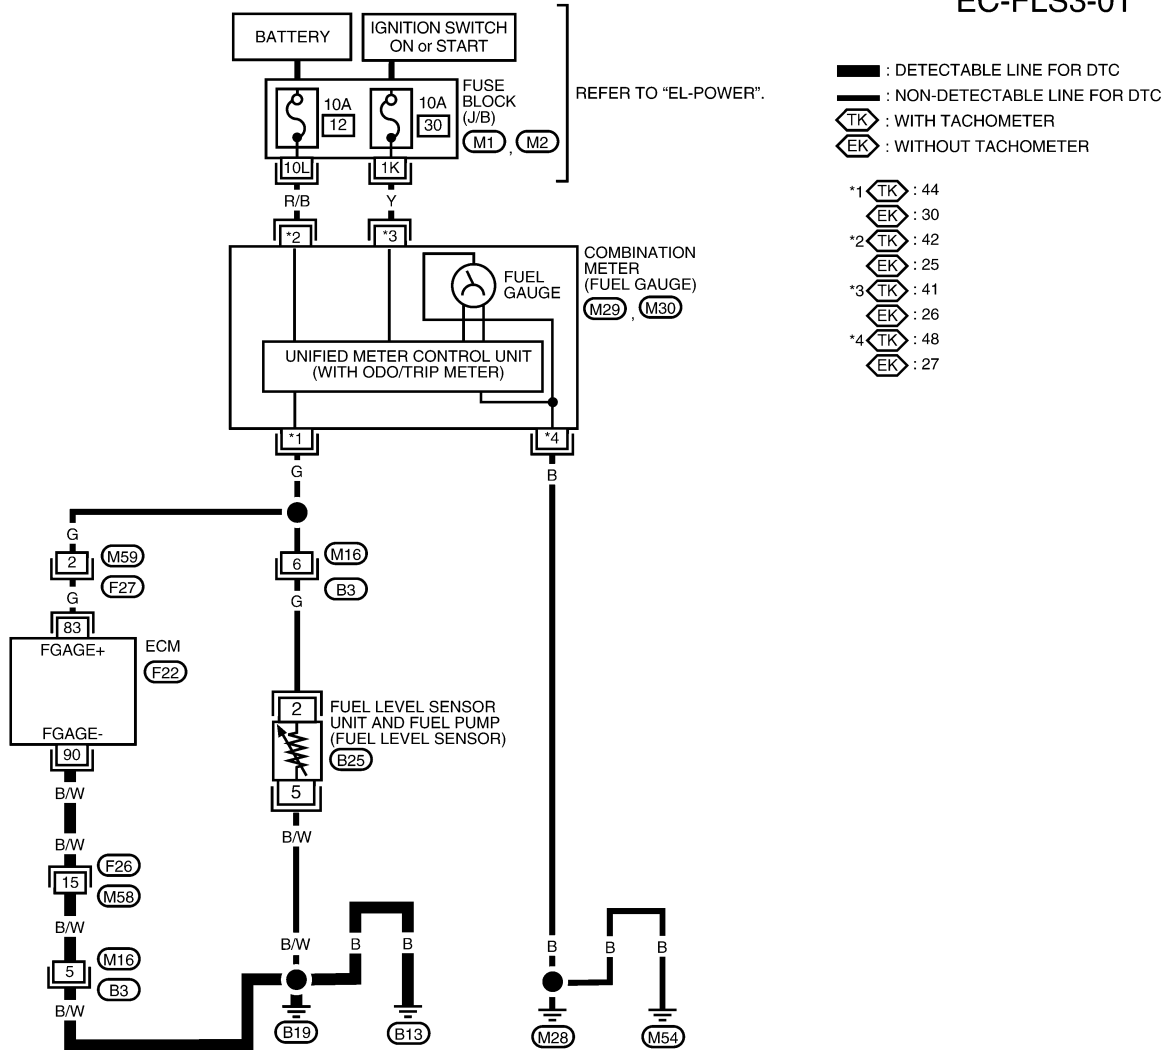 EC-FLS3-01
BATTERY
IGNITION SWITCH
ON or START
FUSE
BLOCK
(J/B)
M1 , M2
10A
12
10A
30
REFER TO “EL-POWER”.
10L
1K
R/B
Y
*2
*3
: DETECTABLE LINE FOR DTC
: NON-DETECTABLE LINE FOR DTC
TK : WITH TACHOMETER
EK : WITHOUT TACHOMETER
*1 TK : 44
EK : 30
*2 TK : 42
EK : 25
*3 TK : 41
EK : 26
*4 TK : 48
EK : 27
FUEL
GAUGE
COMBINATION
METER
(FUEL GAUGE)
M29 , M30
UNIFIED METER CONTROL UNIT
(WITH ODO/TRIP METER)
*1
*4
G
B
G
2
M59
F27
G
83
FGAGE+
ECM
F22
FGAGE-
90
B/W
B/W
F26
15
M58
B/W
M16
5
B3
B/W
6
M16
B3
G
2
FUEL LEVEL SENSOR
UNIT AND FUEL PUMP
(FUEL LEVEL SENSOR)
B25
5
B/W
B/W
B
B
B19
B13
B
B
B
M28
M54